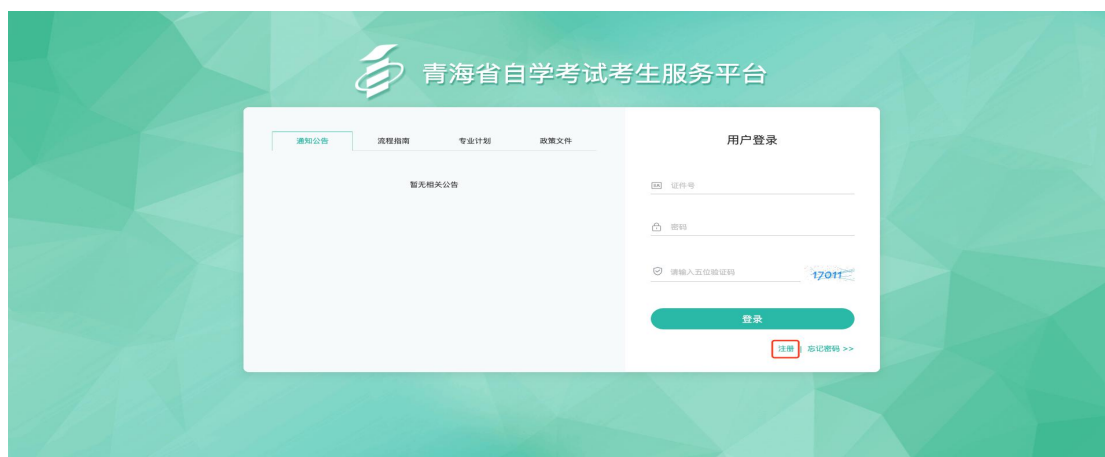 青海省自学考试考生服务平台
通知公告 流程指南 专业计划 政策文件
暂无相关公告
用户登录
证件号
密码
请输入五位验证码 17011
登录
注册 | 忘记密码 >>